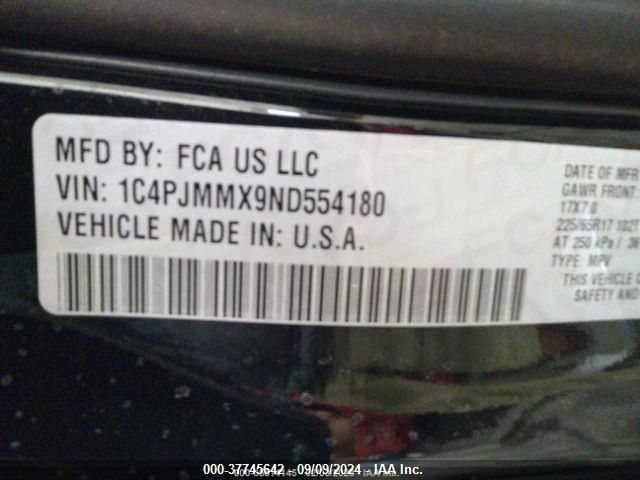 MFD BY: FCA US LLC
VIN: 1C4PJMMX9ND554180
VEHICLE MADE IN: U.S.A.
DATE OF MFR
GAWR FRONT
17X7.0
225/65R17 102T
AT 250 kPa / 36
TYPE: MPV
THIS VEHICLE
SAFETY AND
000-37745642 - 09/09/2024 - IAA Inc.